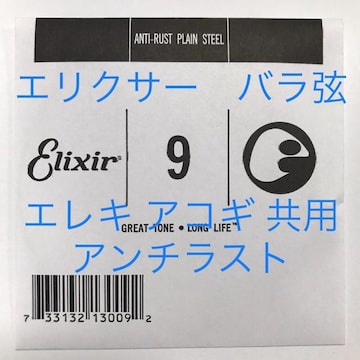 ANTI-RUST PLAIN STEEL
エリクサー　バラ弦
Elixir®
9
エレキ アコギ 共用
GREAT TONE • LONG LIFE™
アンチラスト
7 33132 13009 2